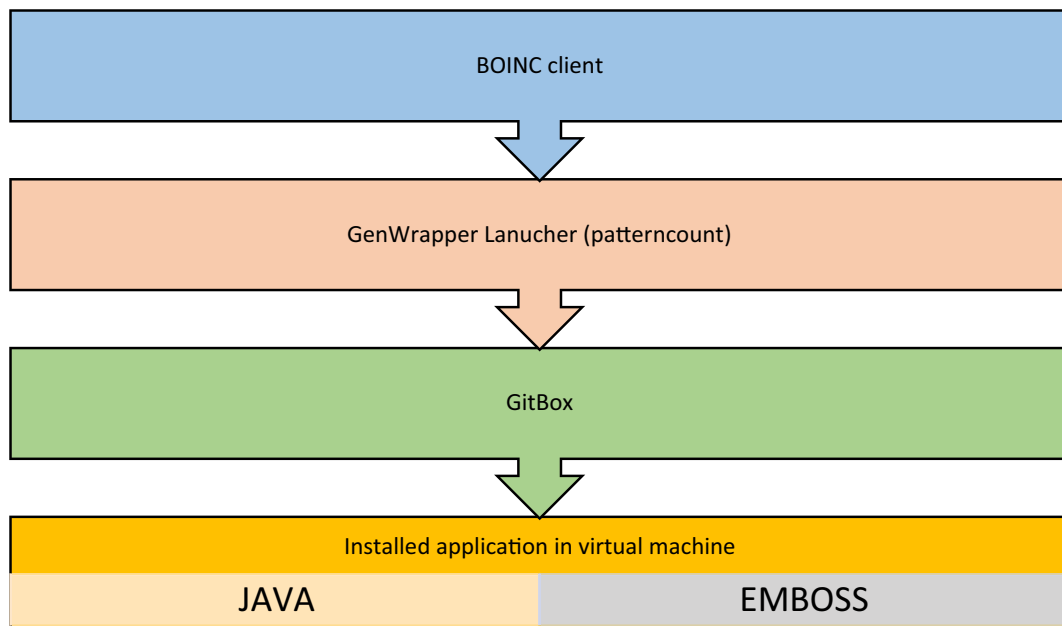 BOINC client
GenWrapper Lanucher (patterncount)
GitBox
Installed application in virtual machine
JAVA
EMBOSS